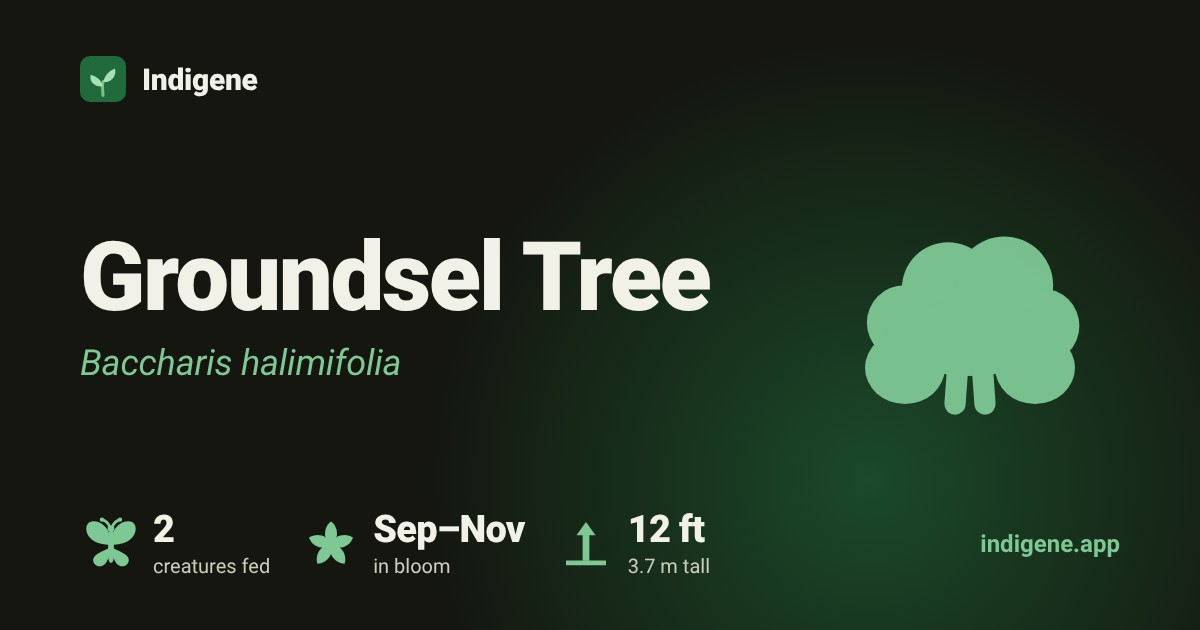 Indigene
Groundsel Tree
Baccharis halimifolia
2
creatures fed
Sep–Nov
in bloom
12 ft
3.7 m tall
indigene.app